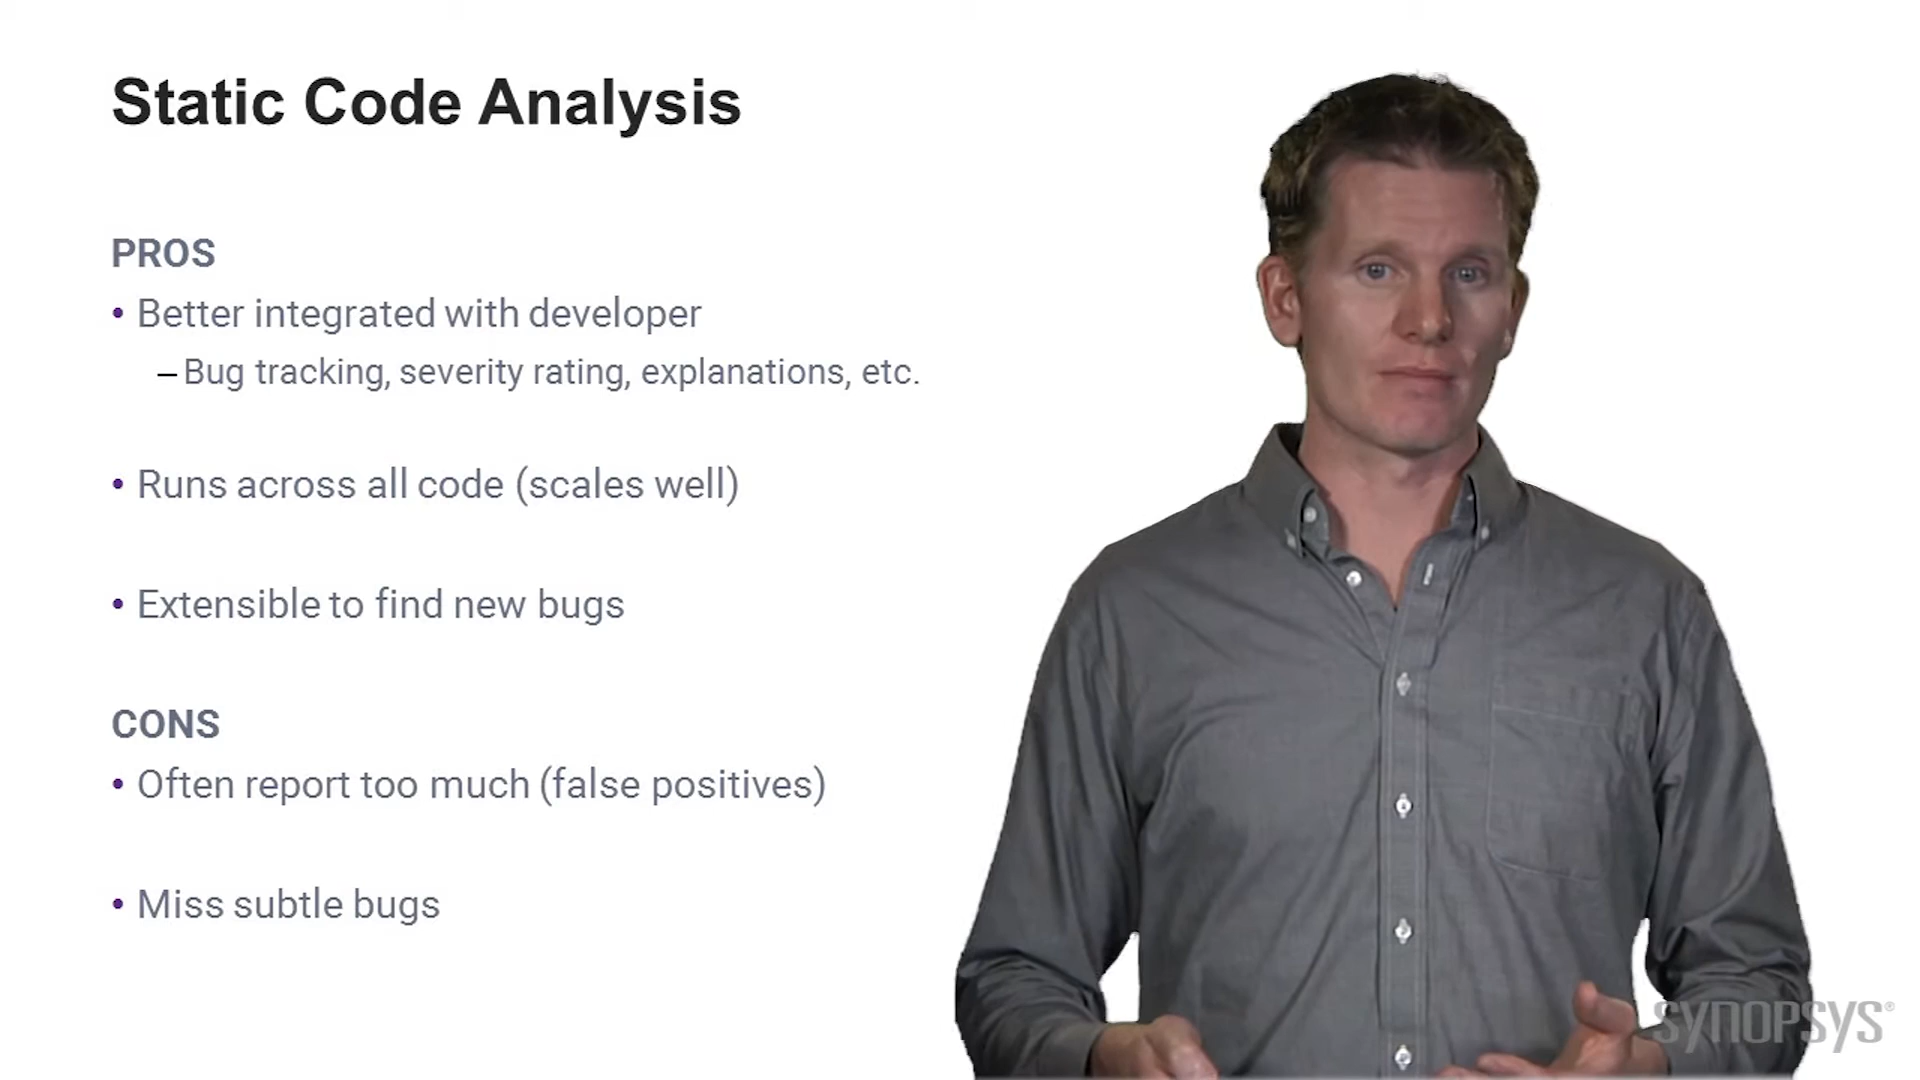 Static Code Analysis
PROS
• Better integrated with developer
– Bug tracking, severity rating, explanations, etc.
• Runs across all code (scales well)
• Extensible to find new bugs
CONS
• Often report too much (false positives)
• Miss subtle bugs
SYNOPSYS®